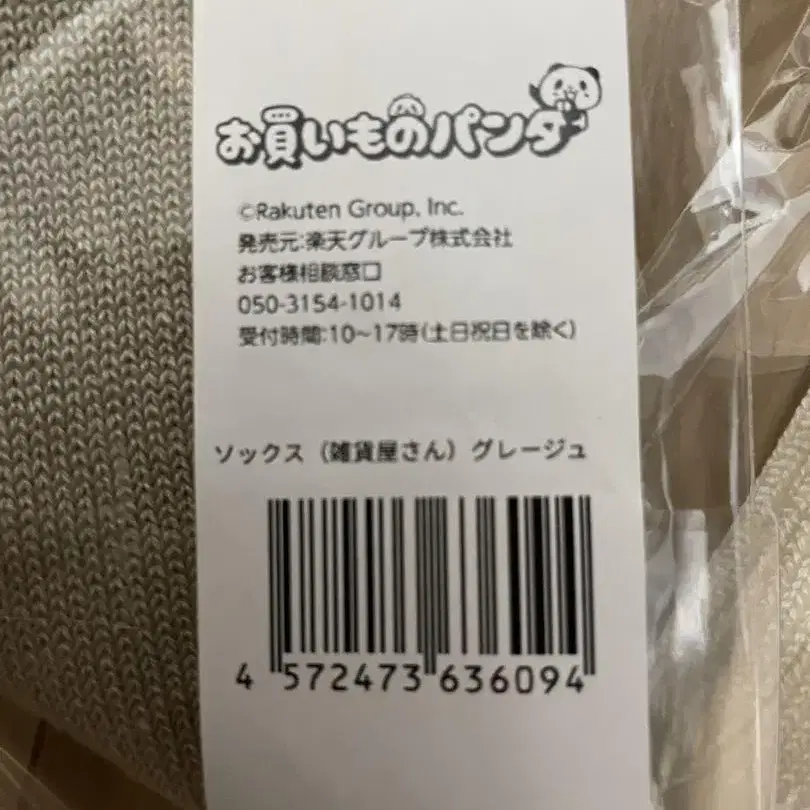 お買いものパンダ
©Rakuten Group, Inc.
発売元:楽天グループ株式会社
お客様相談窓口
050-3154-1014
受付時間:10～17時(土日祝日を除く)
ソックス（雑貨屋さん）グレージュ
4 572473 636094